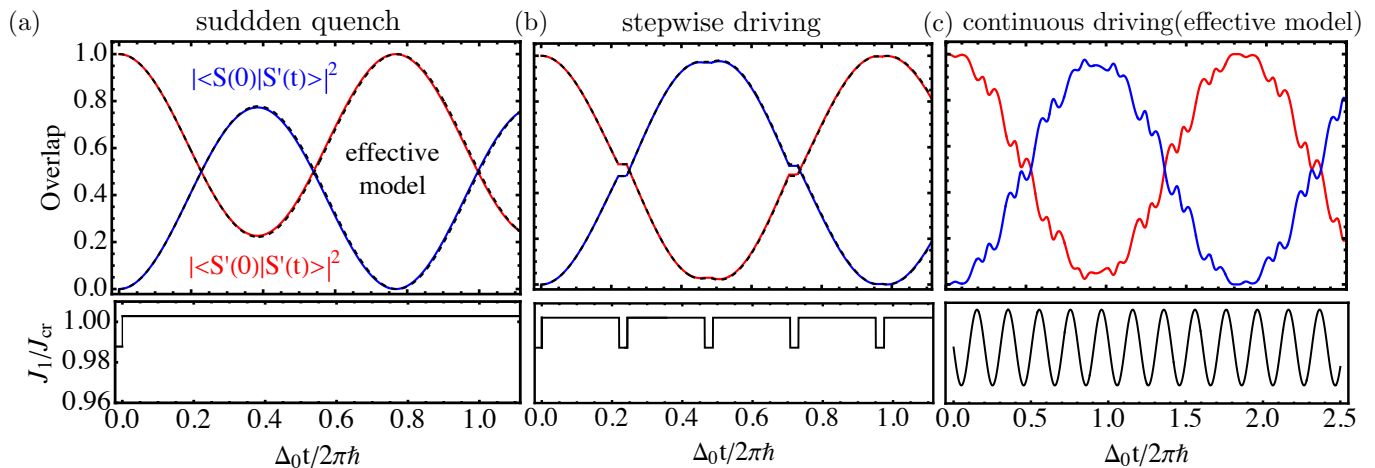 (a) suddden quench
(b) stepwise driving
(c) continuous driving(effective model)
Overlap
1.0
0.8
0.6
0.4
0.2
0.0
|<S(0)|S'(t)>|²
effective
model
|<S'(0)|S'(t)>|²
J₁/J_cr
1.00
0.98
0.96
0.0 0.2 0.4 0.6 0.8 1.0
0.0 0.2 0.4 0.6 0.8 1.0
0.0 0.5 1.0 1.5 2.0 2.5
Δ₀t/2πħ
Δ₀t/2πħ
Δ₀t/2πħ